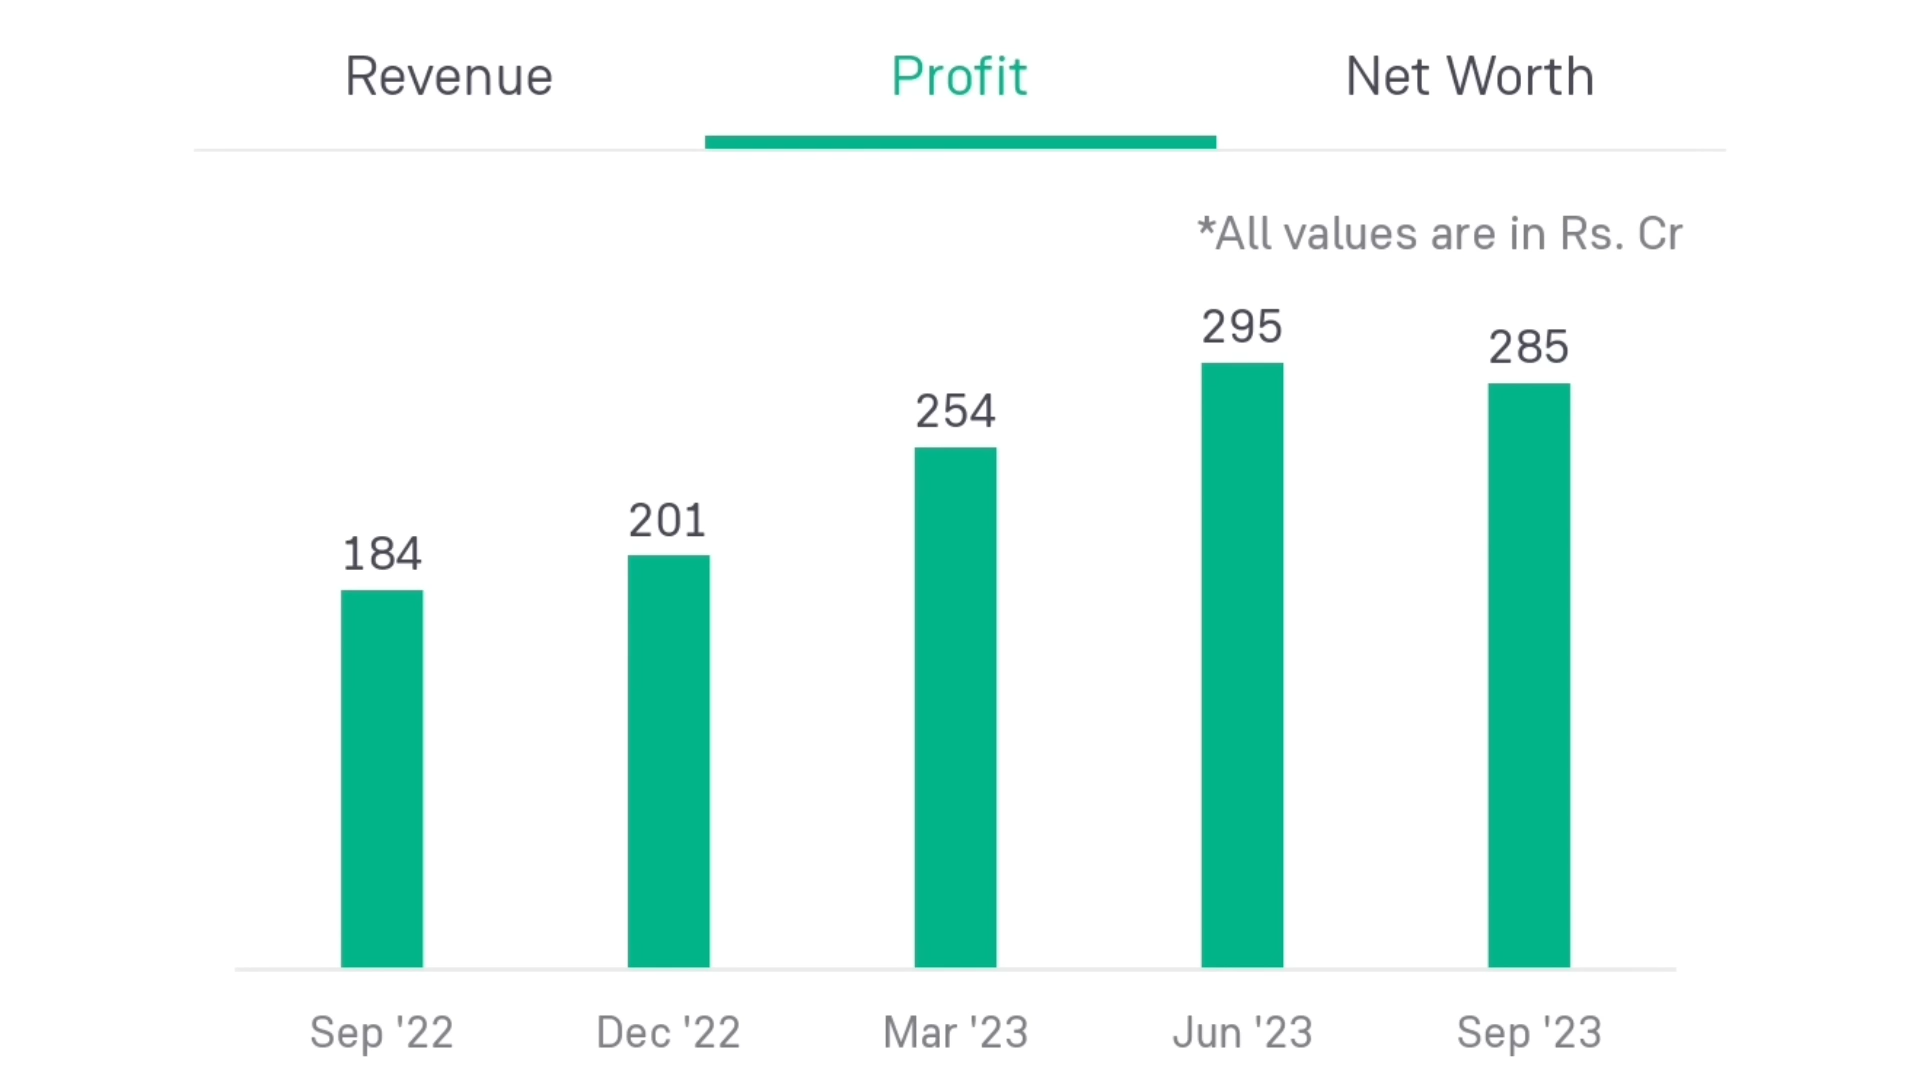 Revenue Profit Net Worth
*All values are in Rs. Cr
184 201 254 295 285
Sep '22 Dec '22 Mar '23 Jun '23 Sep '23